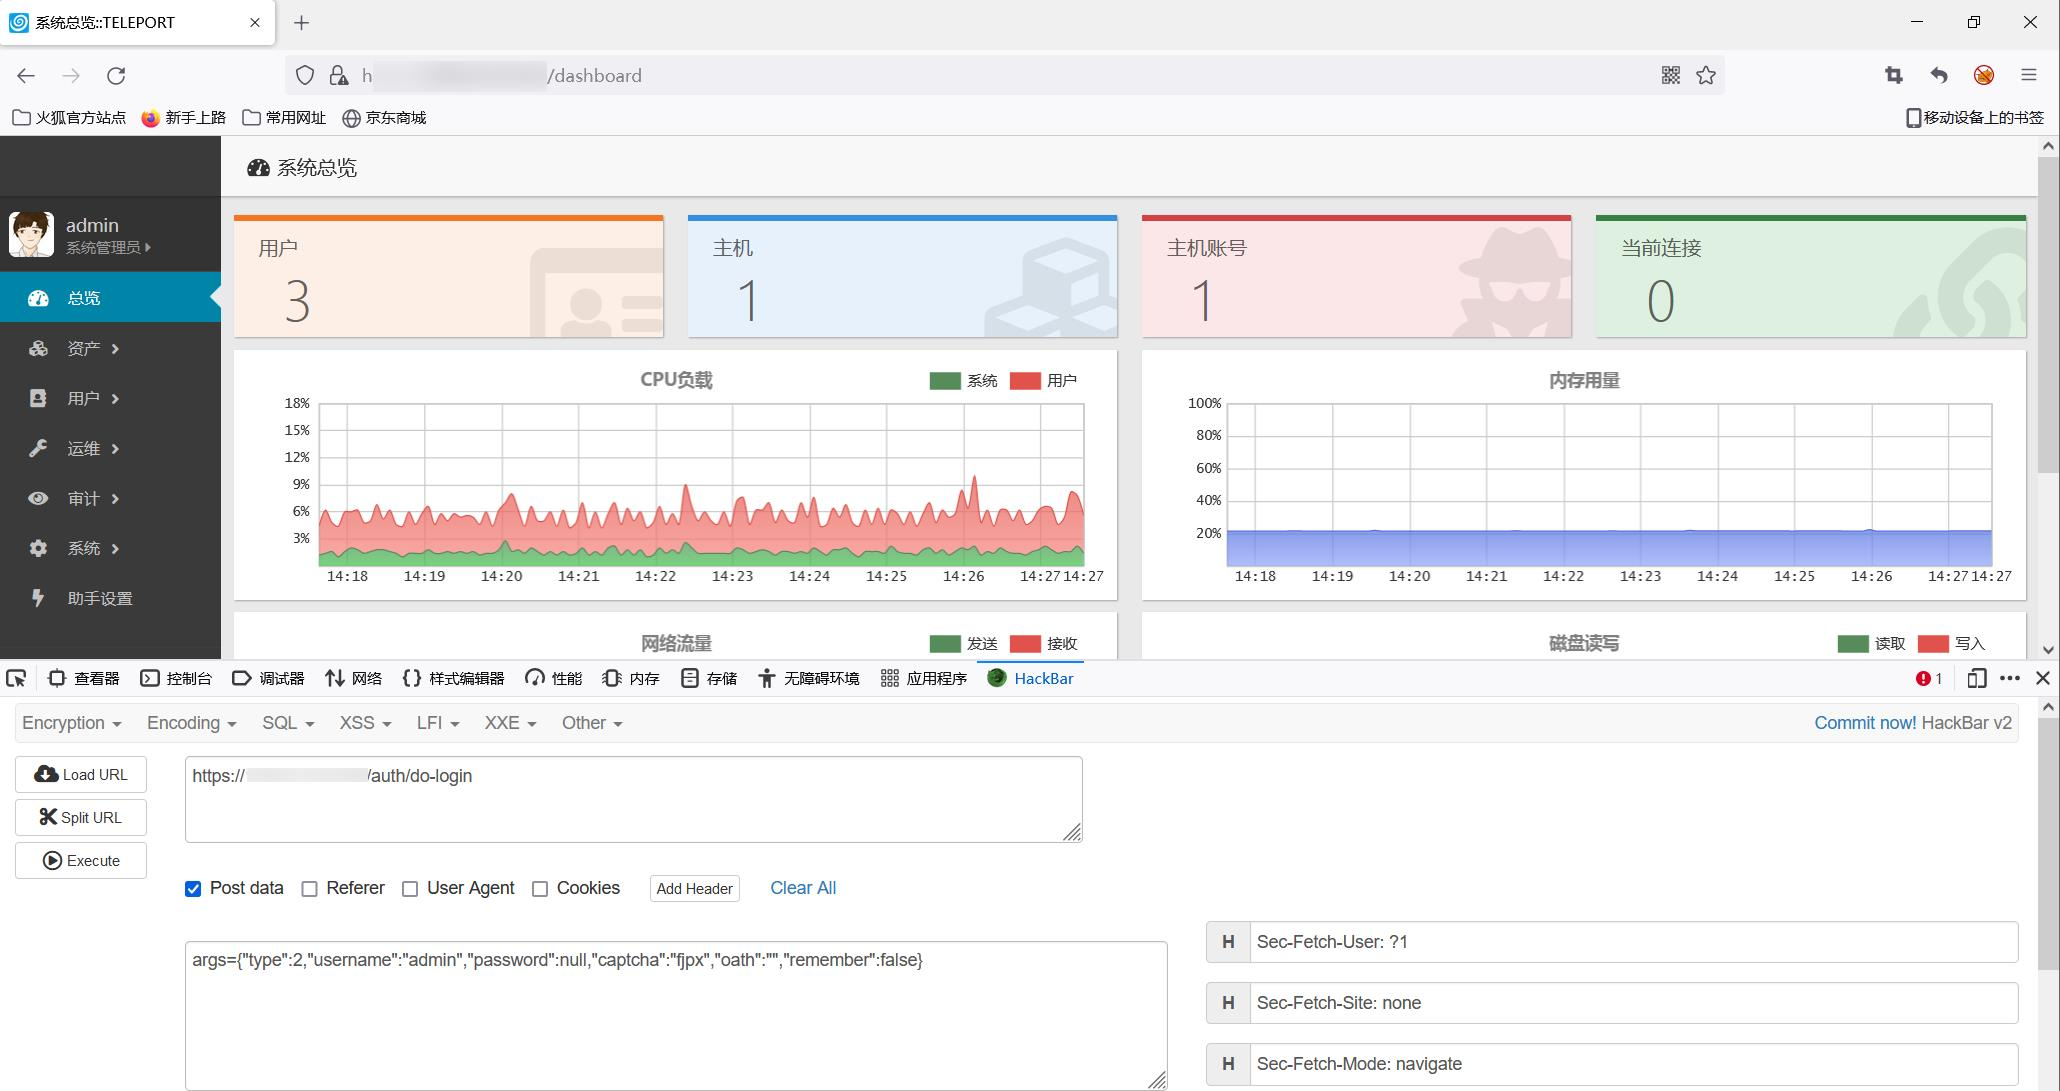 系统总览::TELEPORT
h /dashboard
火狐官方站点 新手上路 常用网址 京东商城 移动设备上的书签
系统总览
admin
系统管理员
总览
资产
用户
运维
审计
系统
助手设置
用户
3
主机
1
主机账号
1
当前连接
0
CPU负载 系统 用户
18%
15%
12%
9%
6%
3%
14:18 14:19 14:20 14:21 14:22 14:23 14:24 14:25 14:26 14:27 14:27
内存用量
100%
80%
60%
40%
20%
14:18 14:19 14:20 14:21 14:22 14:23 14:24 14:25 14:26 14:27 14:27
网络流量 发送 接收
磁盘读写 读取 写入
查看器 控制台 调试器 网络 样式编辑器 性能 内存 存储 无障碍环境 应用程序 HackBar 1
Encryption Encoding SQL XSS LFI XXE Other Commit now! HackBar v2
Load URL
Split URL
Execute
https:// /auth/do-login
Post data Referer User Agent Cookies Add Header Clear All
args={"type":2,"username":"admin","password":null,"captcha":"fjpx","oath":"","remember":false}
H Sec-Fetch-User: ?1
H Sec-Fetch-Site: none
H Sec-Fetch-Mode: navigate